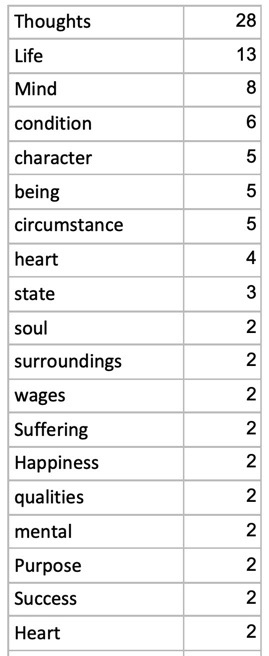 Thoughts 28
Life 13
Mind 8
condition 6
character 5
being 5
circumstance 5
heart 4
state 3
soul 2
surroundings 2
wages 2
Suffering 2
Happiness 2
qualities 2
mental 2
Purpose 2
Success 2
Heart 2